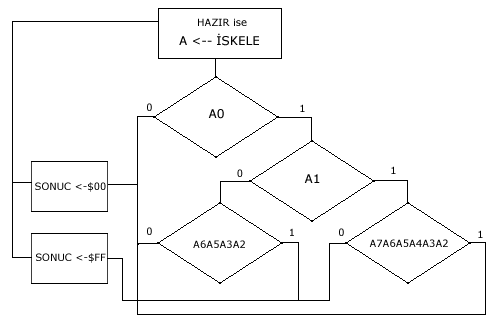 HAZIR ise
A <-- İSKELE
0
A0
1
0
A1
1
SONUC <-$00
0
A6A5A3A2
1
0
A7A6A5A4A3A2
1
SONUC <-$FF